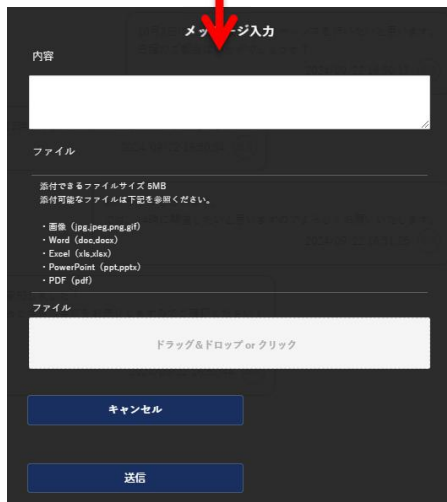 メッセージ入力
内容
ファイル
添付できるファイルサイズ 5MB
添付可能なファイルは下記を参照ください。
・画像（jpg,jpeg,png,gif）
・Word（doc,docx）
・Excel（xls,xlsx）
・PowerPoint（ppt,pptx）
・PDF（pdf）
ファイル
ドラッグ&ドロップ or クリック
キャンセル
送信